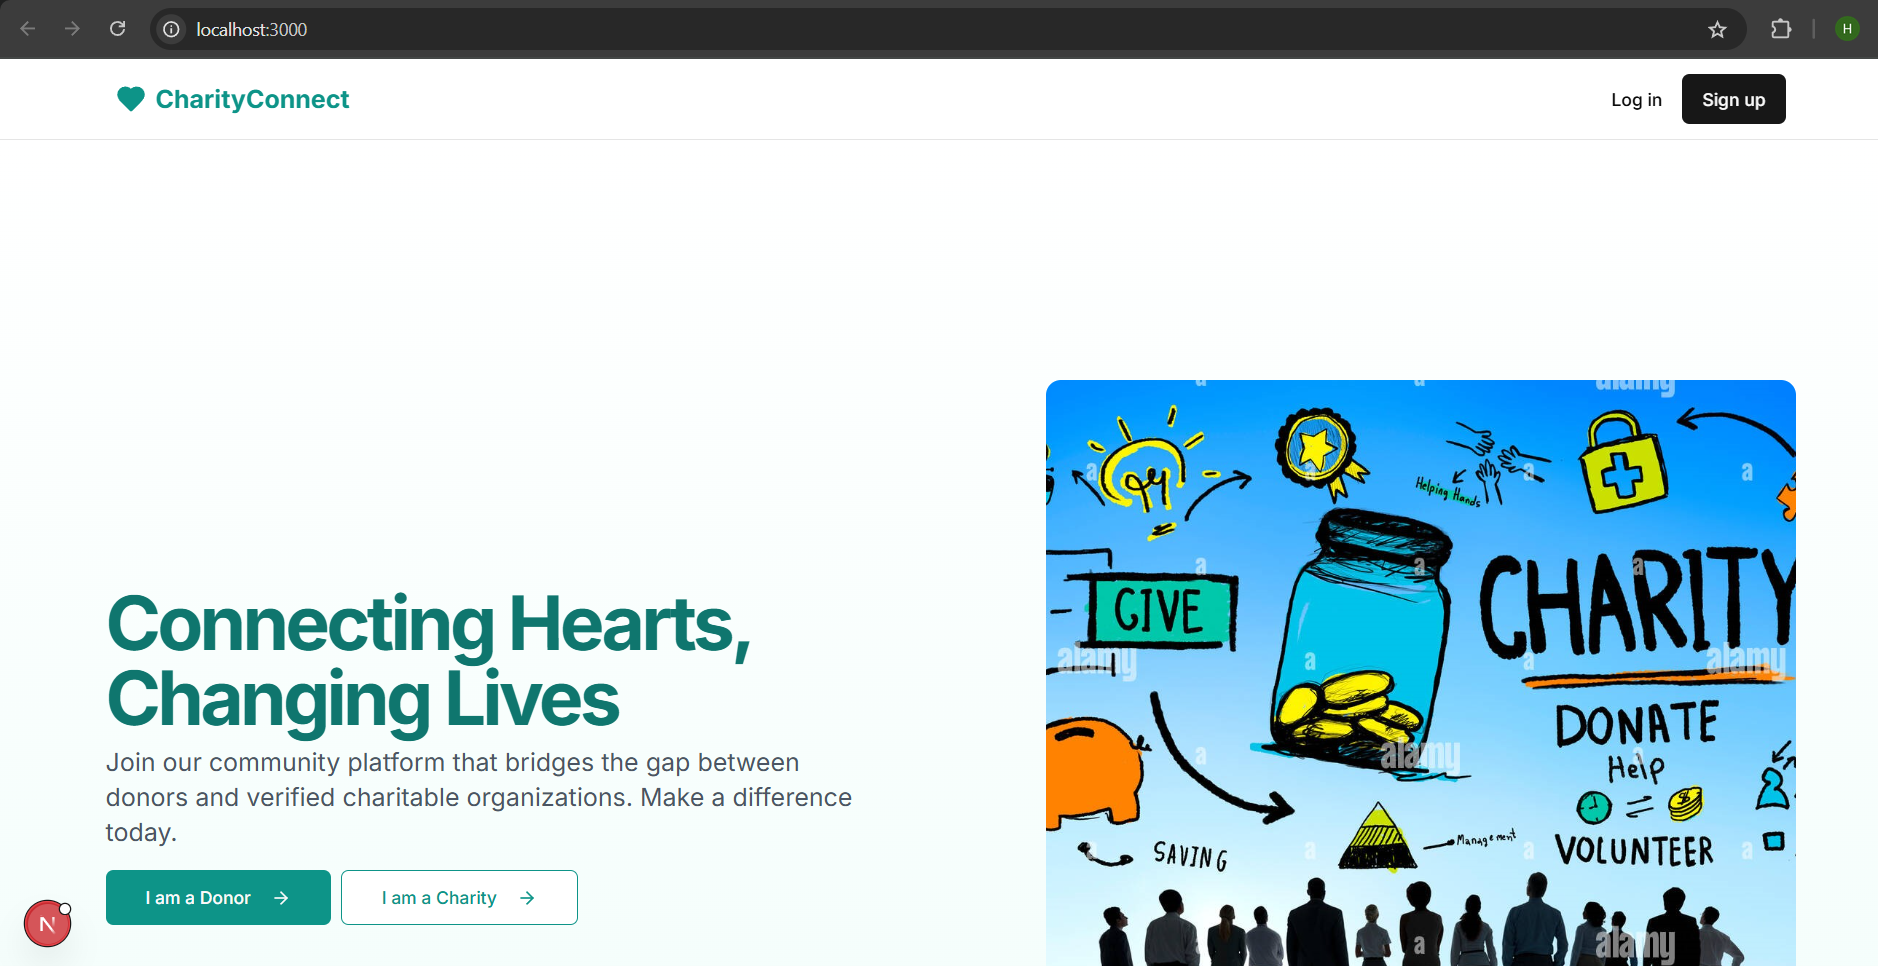 localhost:3000
H
CharityConnect
Log in
Sign up
Connecting Hearts,
Changing Lives
Join our community platform that bridges the gap between
donors and verified charitable organizations. Make a difference
today.
I am a Donor →
I am a Charity →
N
alamy
a
a
Helping Hands
a
a
a
GIVE
CHARITY
alamy
alamy
DONATE
Help
alamy
$
SAVING
Management
VOLUNTEER
a
a
alamy